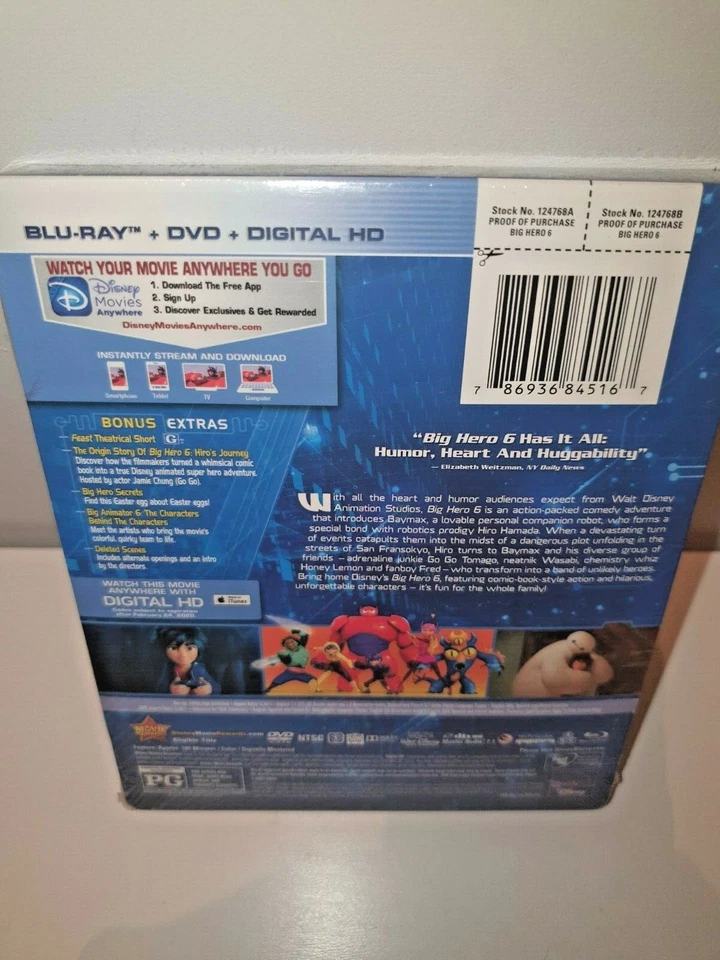 BLU-RAY™ + DVD + DIGITAL HD
Stock No. 124768A
PROOF OF PURCHASE
BIG HERO 6
Stock No. 124768B
PROOF OF PURCHASE
BIG HERO 6
WATCH YOUR MOVIE ANYWHERE YOU GO
Disney
Movies
Anywhere
1. Download The Free App
2. Sign Up
3. Discover Exclusives & Get Rewarded
DisneyMoviesAnywhere.com
INSTANTLY STREAM AND DOWNLOAD
Smartphone
Tablet
TV
Computer
7 86936 84516 7
BONUS EXTRAS
Feast Theatrical Short G
The Origin Story Of Big Hero 6: Hiro's Journey
Discover how the filmmakers turned a whimsical comic
book into a true Disney animated super hero adventure.
Hosted by actor Jamie Chung (Go Go).
Big Hero Secrets
Find this Easter egg about Easter eggs!
Big Animator 6: The Characters
Behind The Characters
Meet the artists who bring the movie's
colorful, quirky team to life.
Deleted Scenes
Includes alternate openings and an intro
by the directors.
WATCH THIS MOVIE
ANYWHERE WITH
DIGITAL HD
iTunes
Codes subject to expiration
after February 24, 2020.
“Big Hero 6 Has It All:
Humor, Heart And Huggability”
— Elizabeth Weitzman, NY Daily News
With all the heart and humor audiences expect from Walt Disney
Animation Studios, Big Hero 6 is an action-packed comedy adventure
that introduces Baymax, a lovable personal companion robot, who forms a
special bond with robotics prodigy Hiro Hamada. When a devastating turn
of events catapults them into the midst of a dangerous plot unfolding in the
streets of San Fransokyo, Hiro turns to Baymax and his diverse group of
friends – adrenaline junkie Go Go Tomago, neatnik Wasabi, chemistry whiz
Honey Lemon and fanboy Fred – who transform into a band of unlikely heroes.
Bring home Disney's Big Hero 6, featuring comic-book-style action and hilarious,
unforgettable characters – it's fun for the whole family!
DisneyMovieRewards.com
Eligible Title
DVD
NTSC
PG